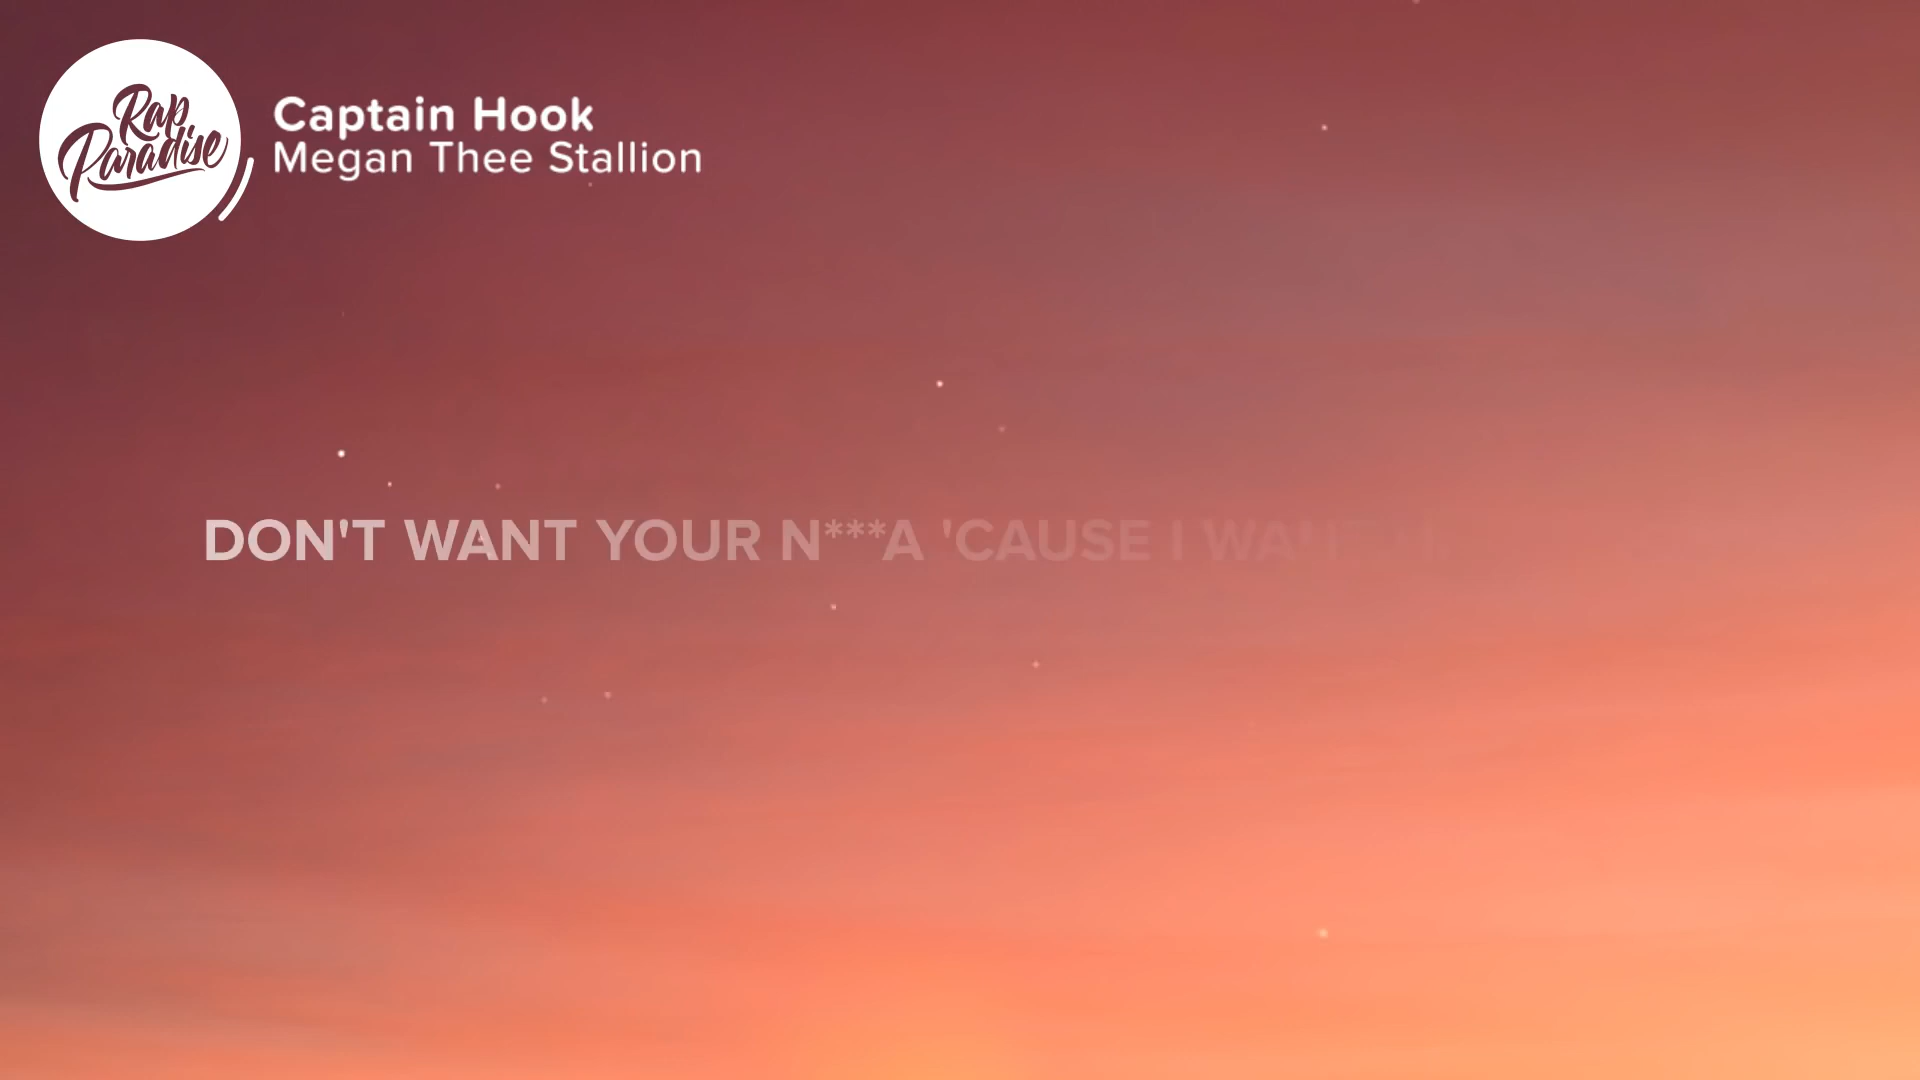 Rap
Paradise
Captain Hook
Megan Thee Stallion
DON'T WANT YOUR N***A 'CAUSE I